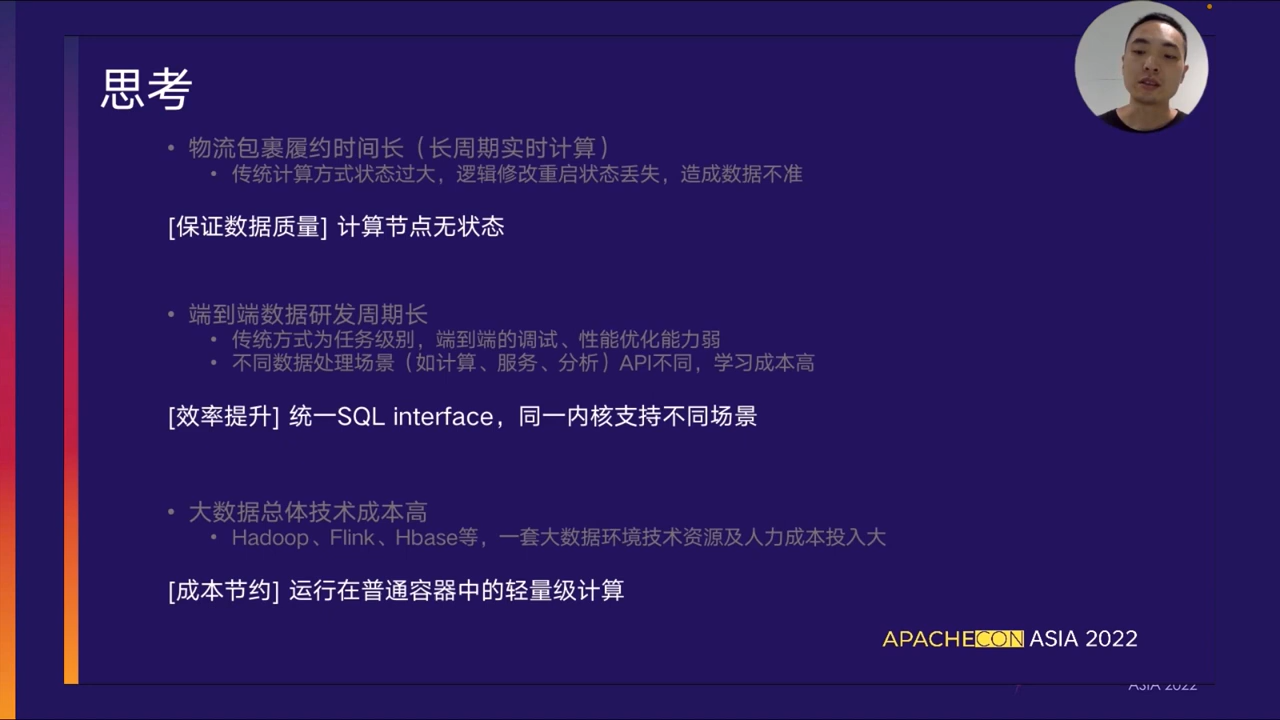 思考
• 物流包裹履约时间长（长周期实时计算）
• 传统计算方式状态过大，逻辑修改重启状态丢失，造成数据不准
[保证数据质量] 计算节点无状态
• 端到端数据研发周期长
• 传统方式为任务级别，端到端的调试、性能优化能力弱
• 不同数据处理场景（如计算、服务、分析）API不同，学习成本高
[效率提升] 统一SQL interface，同一内核支持不同场景
• 大数据总体技术成本高
• Hadoop、Flink、Hbase等，一套大数据环境技术资源及人力成本投入大
[成本节约] 运行在普通容器中的轻量级计算
APACHECON ASIA 2022
ASIA 2022